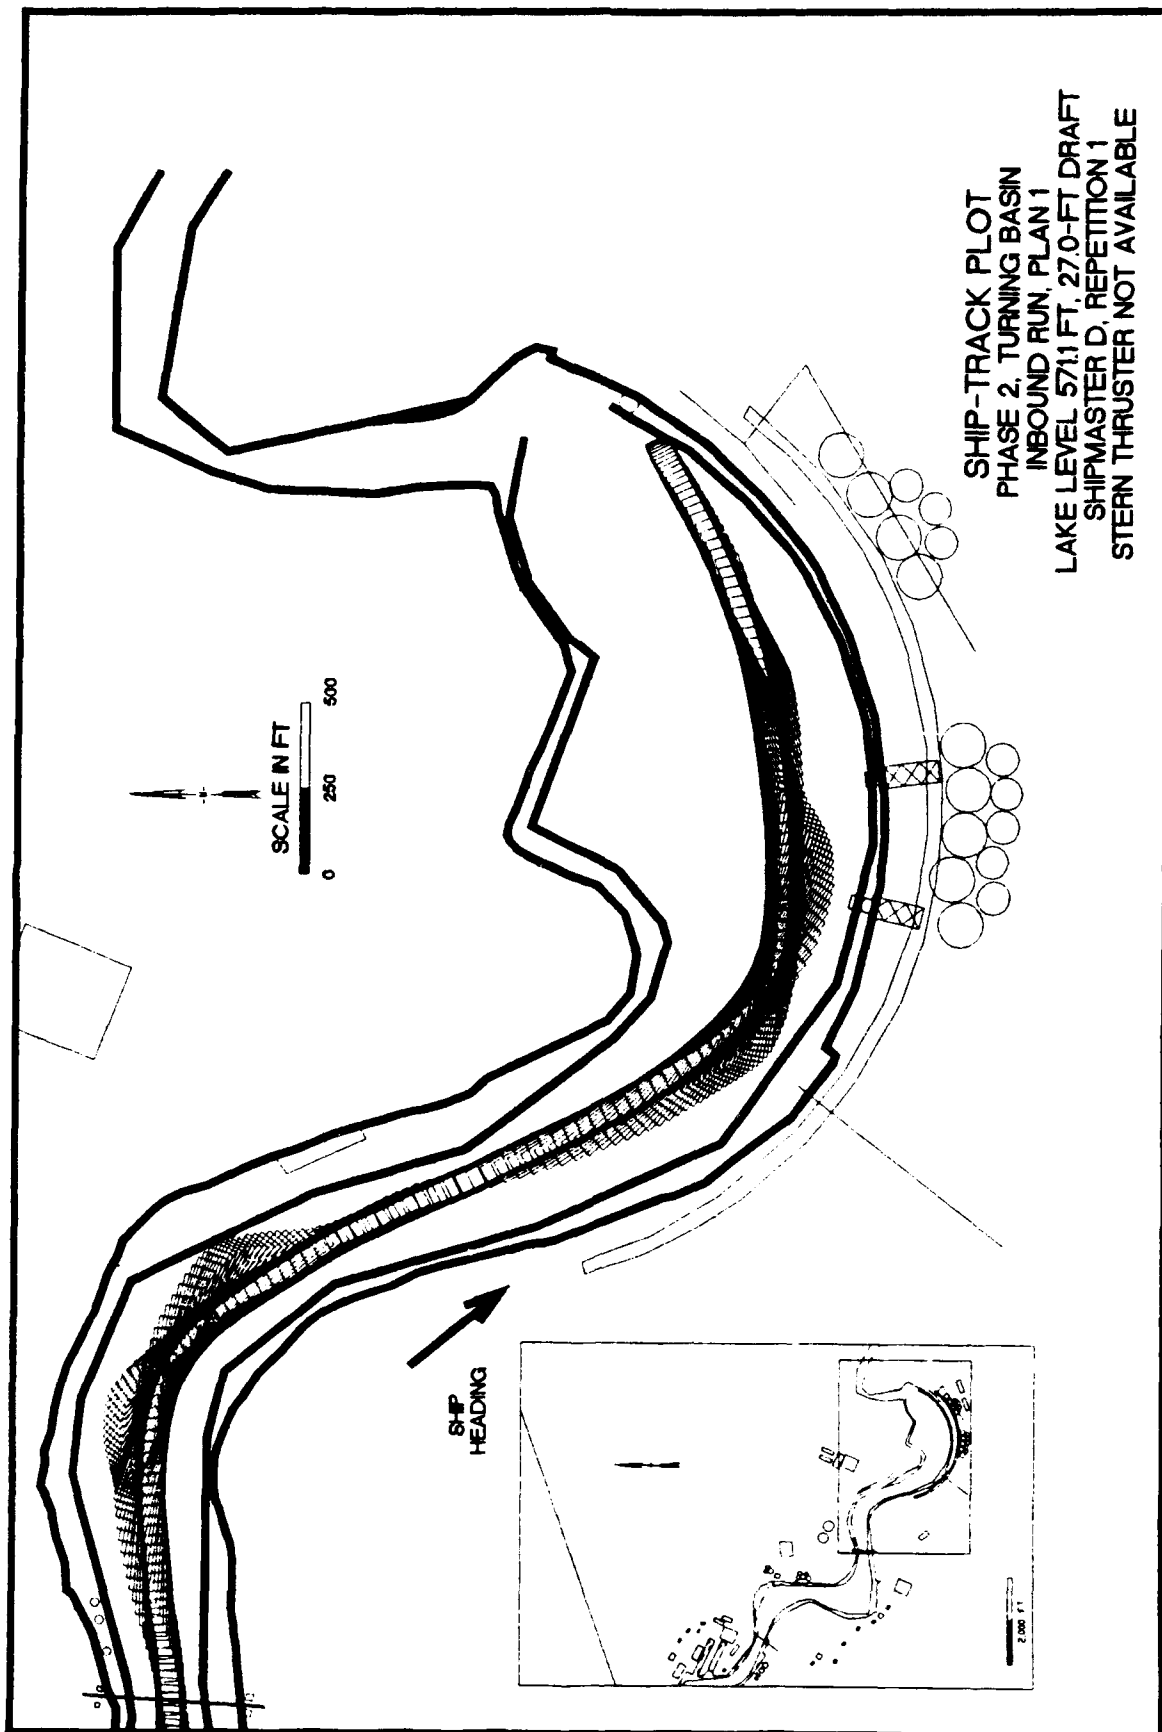 SHIP-TRACK PLOT
PHASE 2, TURNING BASIN
INBOUND RUN, PLAN 1
LAKE LEVEL 571.1 FT, 27.0-FT DRAFT
SHIPMASTER D, REPETITION 1
STERN THRUSTER NOT AVAILABLE
SCALE IN FT
0 250 500
SHIP
HEADING
2,000 FT